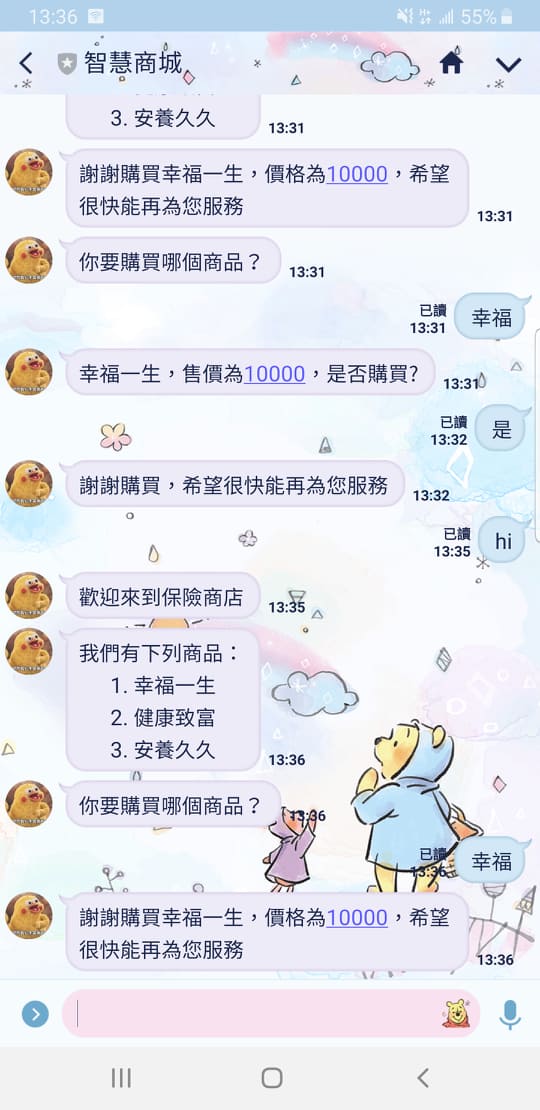 13:36
55%
智慧商城
3. 安養久久
13:31
謝謝購買幸福一生，價格為10000，希望
很快能再為您服務
13:31
你要購買哪個商品？
13:31
已讀
13:31
幸福
幸福一生，售價為10000，是否購買?
13:31
已讀
13:32
是
謝謝購買，希望很快能再為您服務
13:32
已讀
13:35
hi
歡迎來到保險商店
13:35
我們有下列商品：
1. 幸福一生
2. 健康致富
3. 安養久久
13:36
你要購買哪個商品？
13:36
已讀
13:36
幸福
謝謝購買幸福一生，價格為10000，希望
很快能再為您服務
13:36